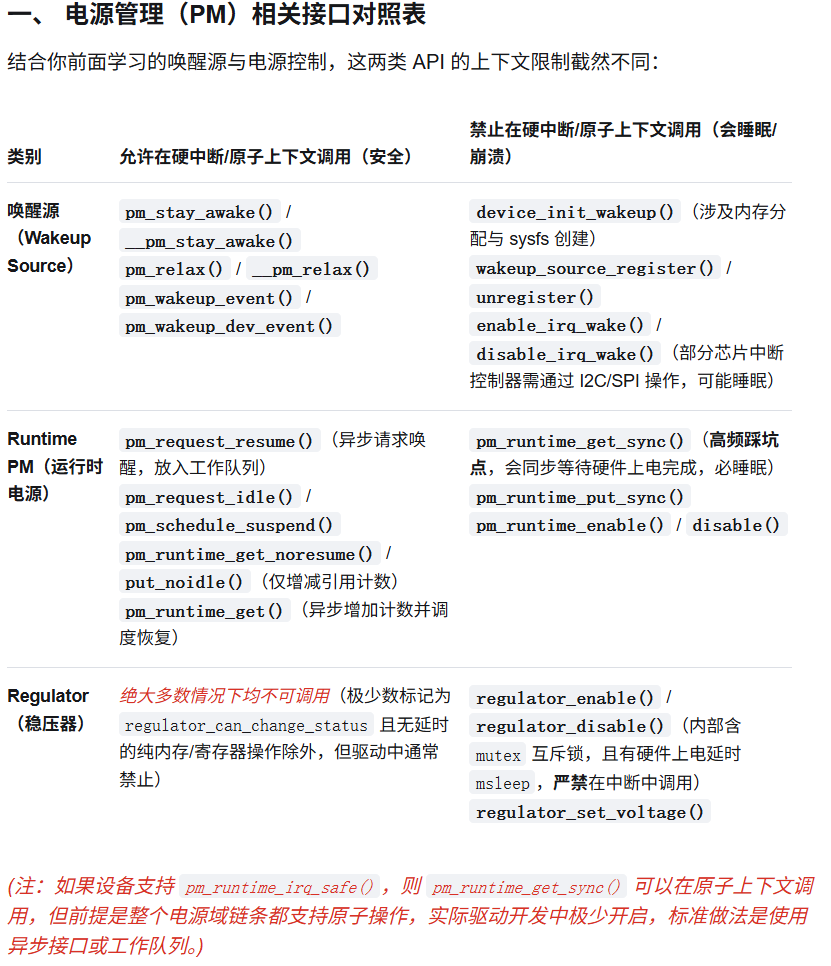 一、 电源管理（PM）相关接口对照表
结合你前面学习的唤醒源与电源控制，这两类 API 的上下文限制截然不同：
类别
允许在硬中断/原子上下文调用（安全）
禁止在硬中断/原子上下文调用（会睡眠/
崩溃）
唤醒源
（Wakeup
Source）
pm_stay_awake() /
__pm_stay_awake()
pm_relax() / __pm_relax()
pm_wakeup_event() /
pm_wakeup_dev_event()
device_init_wakeup()（涉及内存分
配与 sysfs 创建）
wakeup_source_register() /
unregister()
enable_irq_wake() /
disable_irq_wake()（部分芯片中断
控制器需通过 I2C/SPI 操作，可能睡眠）
Runtime
PM（运行时
电源）
pm_request_resume()（异步请求唤
醒，放入工作队列）
pm_request_idle() /
pm_schedule_suspend()
pm_runtime_get_noresume() /
put_noidle()（仅增减引用计数）
pm_runtime_get()（异步增加计数并调
度恢复）
pm_runtime_get_sync()（高频踩坑
点，会同步等待硬件上电完成，必睡眠）
pm_runtime_put_sync()
pm_runtime_enable() / disable()
Regulator
（稳压器）
绝大多数情况下均不可调用（极少数标记为
regulator_can_change_status 且无延时
的纯内存/寄存器操作除外，但驱动中通常
禁止）
regulator_enable() /
regulator_disable()（内部含
mutex 互斥锁，且有硬件上电延时
msleep，严禁在中断中调用）
regulator_set_voltage()
(注：如果设备支持 pm_runtime_irq_safe()，则 pm_runtime_get_sync() 可以在原子上下文调
用，但前提是整个电源域链条都支持原子操作，实际驱动开发中极少开启，标准做法是使用
异步接口或工作队列。)